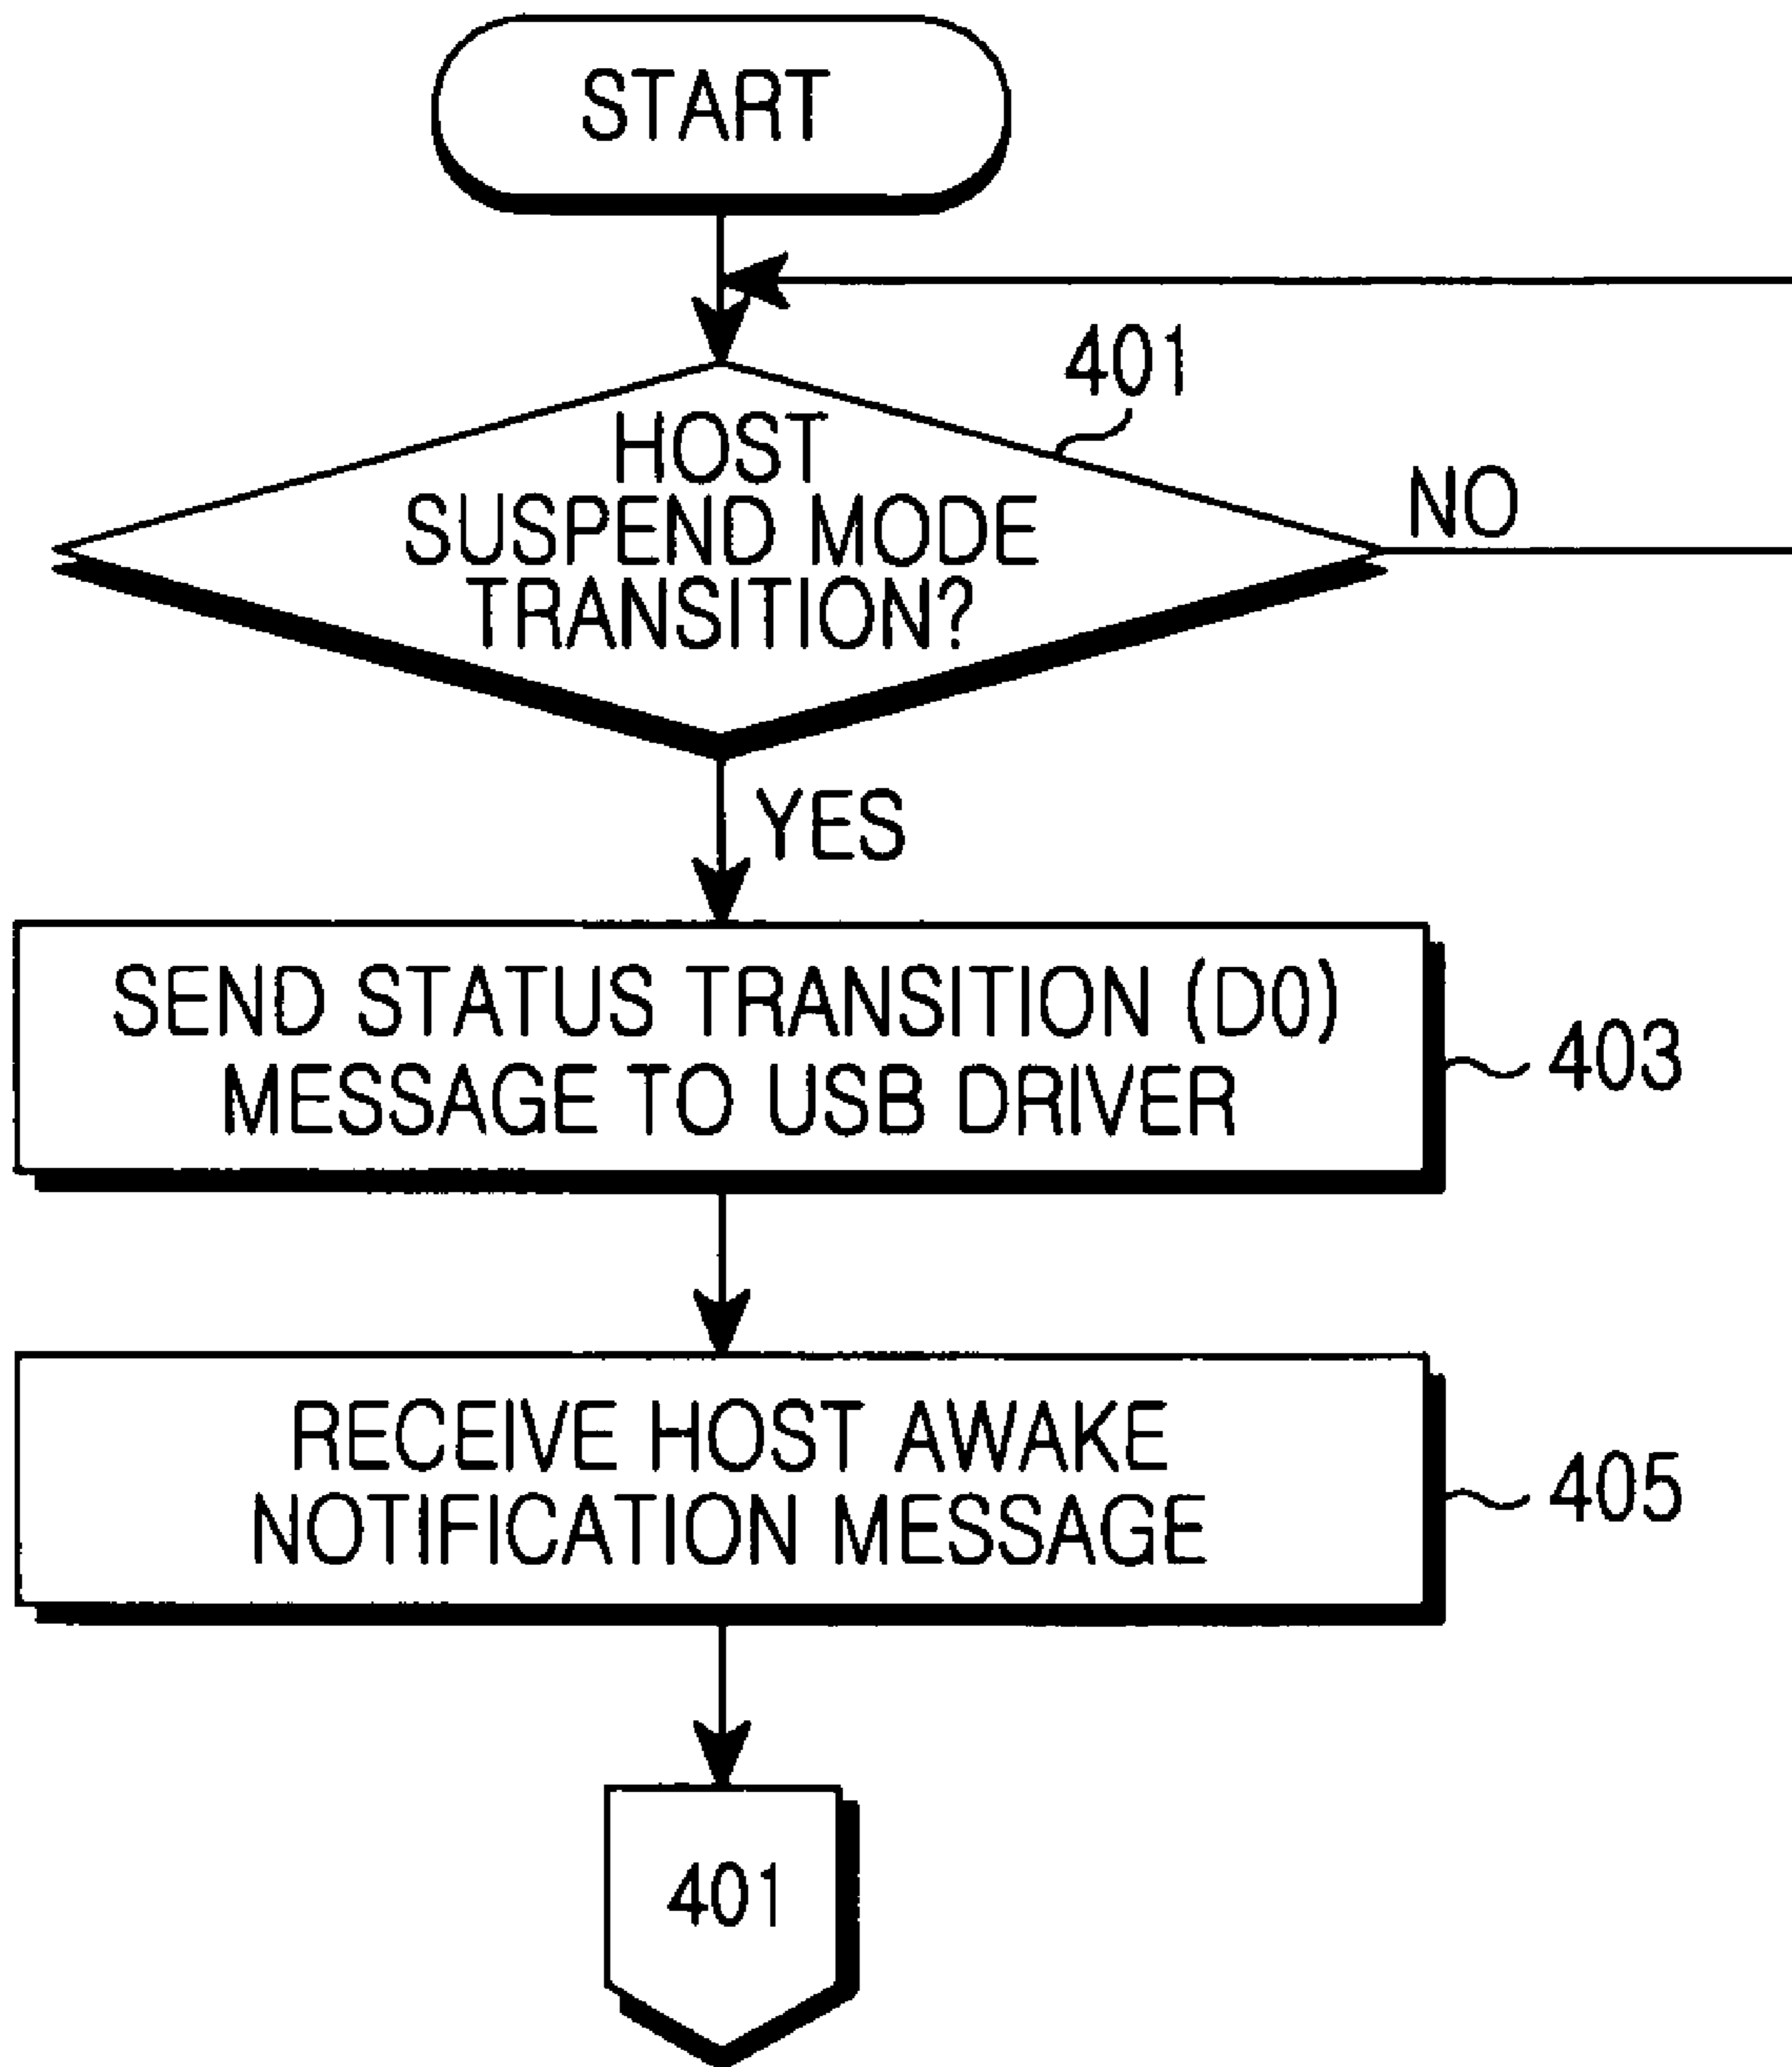 START
401
HOST
SUSPEND MODE
TRANSITION?
NO
YES
SEND STATUS TRANSITION (D0)
MESSAGE TO USB DRIVER
403
RECEIVE HOST AWAKE
NOTIFICATION MESSAGE
405
401